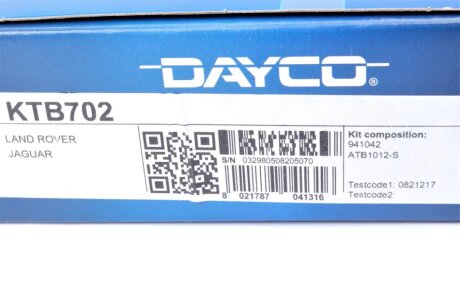 DAYCO®
KTB702
LAND ROVER
JAGUAR
S/N 032980508205070
8 021787 041316
Kit composition:
941042
ATB1012-S
Testcode1: 0821217
Testcode2: